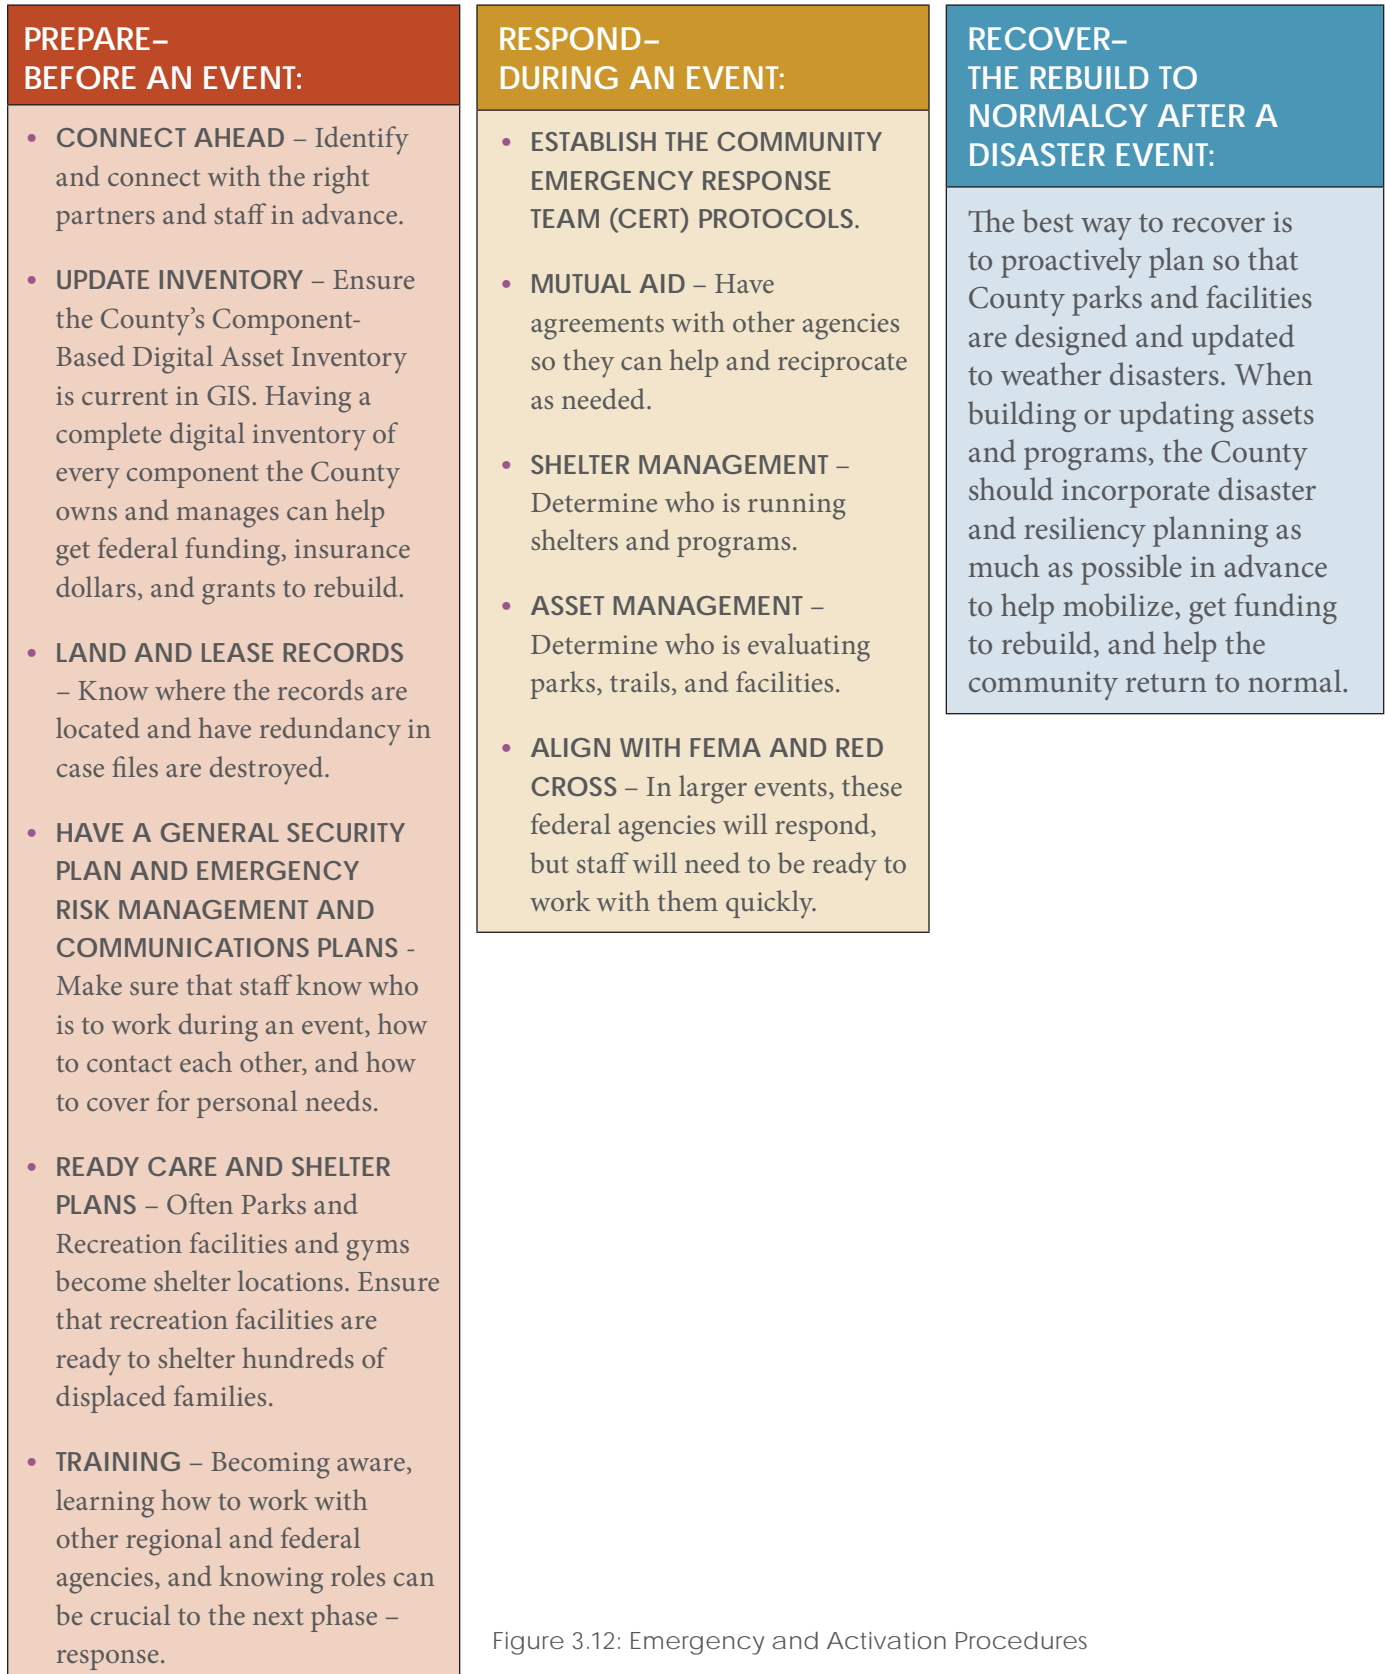 PREPARE–
BEFORE AN EVENT:
• CONNECT AHEAD – Identify
and connect with the right
partners and staff in advance.
• UPDATE INVENTORY – Ensure
the County's Component-
Based Digital Asset Inventory
is current in GIS. Having a
complete digital inventory of
every component the County
owns and manages can help
get federal funding, insurance
dollars, and grants to rebuild.
• LAND AND LEASE RECORDS
– Know where the records are
located and have redundancy in
case files are destroyed.
• HAVE A GENERAL SECURITY
PLAN AND EMERGENCY
RISK MANAGEMENT AND
COMMUNICATIONS PLANS -
Make sure that staff know who
is to work during an event, how
to contact each other, and how
to cover for personal needs.
• READY CARE AND SHELTER
PLANS – Often Parks and
Recreation facilities and gyms
become shelter locations. Ensure
that recreation facilities are
ready to shelter hundreds of
displaced families.
• TRAINING – Becoming aware,
learning how to work with
other regional and federal
agencies, and knowing roles can
be crucial to the next phase –
response.
RESPOND–
DURING AN EVENT:
• ESTABLISH THE COMMUNITY
EMERGENCY RESPONSE
TEAM (CERT) PROTOCOLS.
• MUTUAL AID – Have
agreements with other agencies
so they can help and reciprocate
as needed.
• SHELTER MANAGEMENT –
Determine who is running
shelters and programs.
• ASSET MANAGEMENT –
Determine who is evaluating
parks, trails, and facilities.
• ALIGN WITH FEMA AND RED
CROSS – In larger events, these
federal agencies will respond,
but staff will need to be ready to
work with them quickly.
RECOVER–
THE REBUILD TO
NORMALCY AFTER A
DISASTER EVENT:
The best way to recover is
to proactively plan so that
County parks and facilities
are designed and updated
to weather disasters. When
building or updating assets
and programs, the County
should incorporate disaster
and resiliency planning as
much as possible in advance
to help mobilize, get funding
to rebuild, and help the
community return to normal.
Figure 3.12: Emergency and Activation Procedures